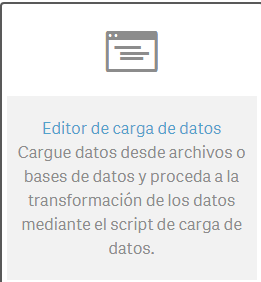 Editor de carga de datos
Cargue datos desde archivos o
bases de datos y proceda a la
transformación de los datos
mediante el script de carga de
datos.